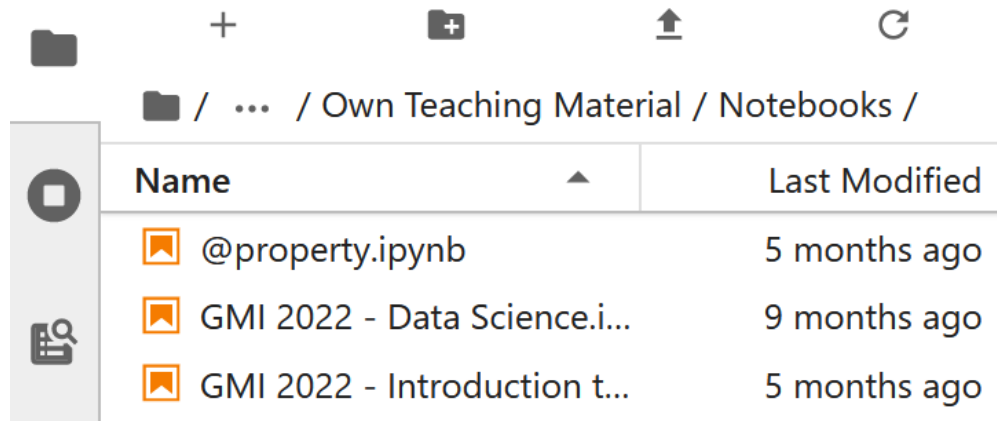 / ... / Own Teaching Material / Notebooks /
Name Last Modified
@property.ipynb 5 months ago
GMI 2022 - Data Science.i... 9 months ago
GMI 2022 - Introduction t... 5 months ago